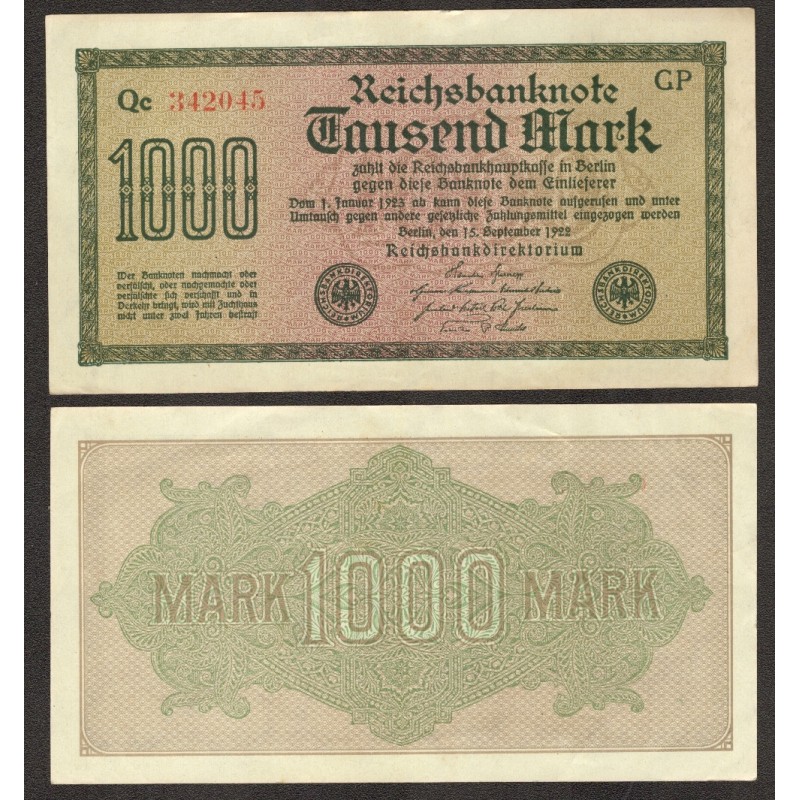 Qc 342045
GP
Reichsbanknote
Tausend Mark
1000
zahlt die Reichsbankhauptkasse in Berlin
gegen diese Banknote dem Einlieferer
Vom 1. Januar 1923 ab kann diese Banknote aufgerufen und unter
Umtausch gegen andere gesetzliche Zahlungsmittel eingezogen werden
Berlin, den 15. September 1922
Reichsbankdirektorium
Wer Banknoten nachmacht oder
verfälscht, oder nachgemachte oder
verfälschte sich verschafft und in
Verkehr bringt, wird mit Zuchthaus
nicht unter zwei Jahren bestraft
REICHSBANKDIREKTORIUM
REICHSBANKDIREKTORIUM
MARK 1000 MARK